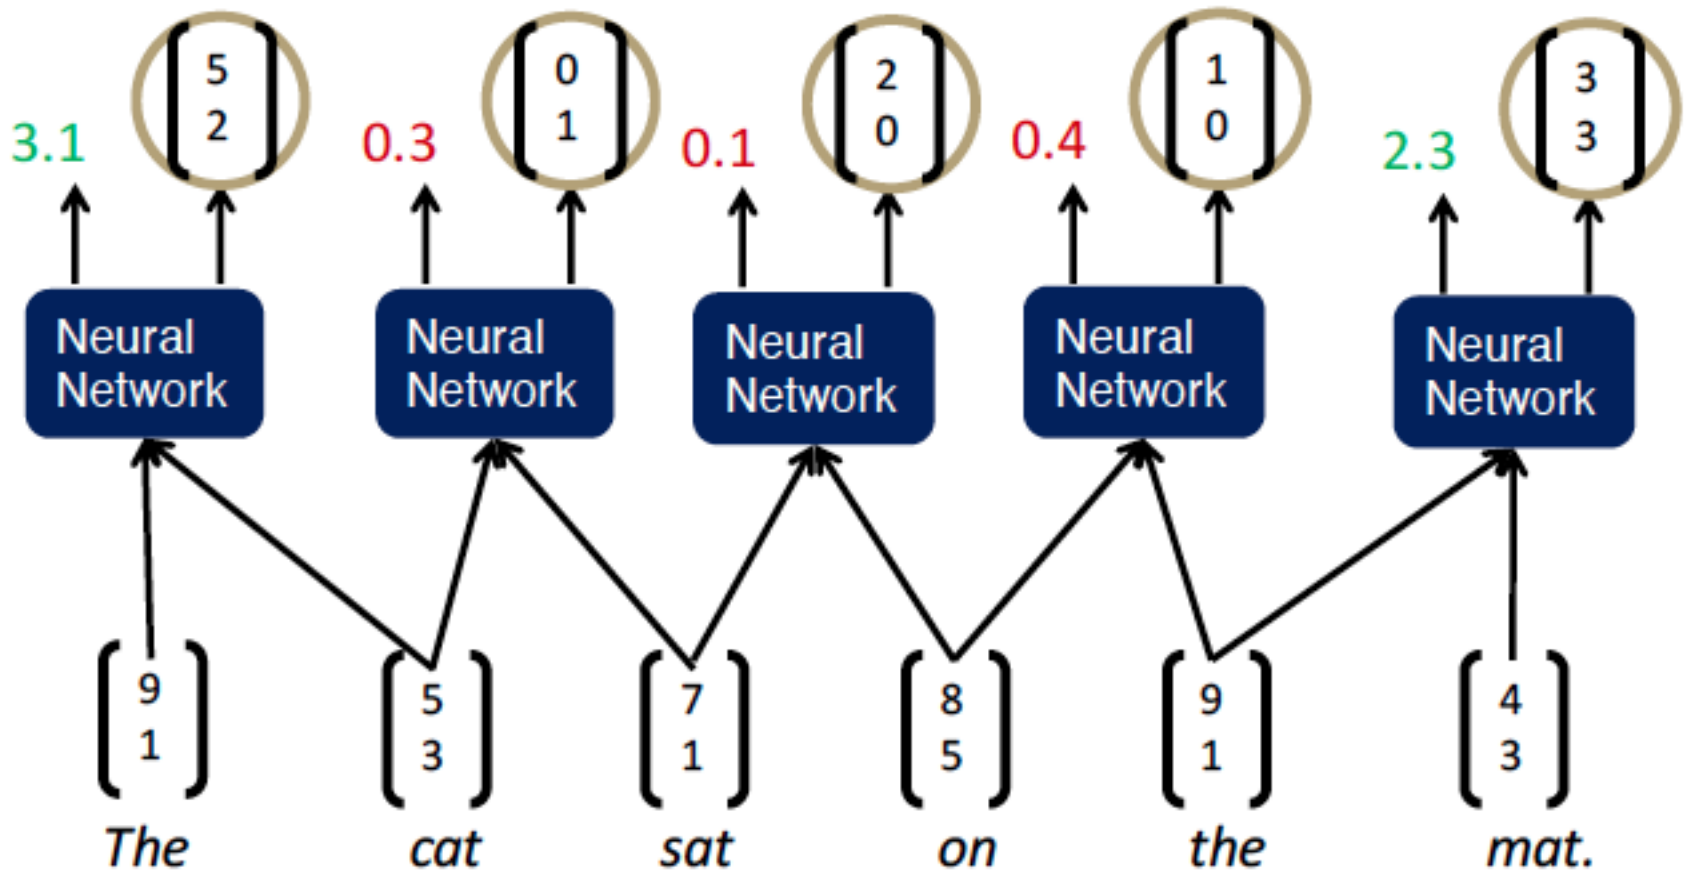 5 0 2 1 3
2 1 0 0 3
3.1 0.3 0.1 0.4 2.3
Neural Neural Neural Neural Neural
Network Network Network Network Network
9 5 7 8 9 4
1 3 1 5 1 3
The cat sat on the mat.